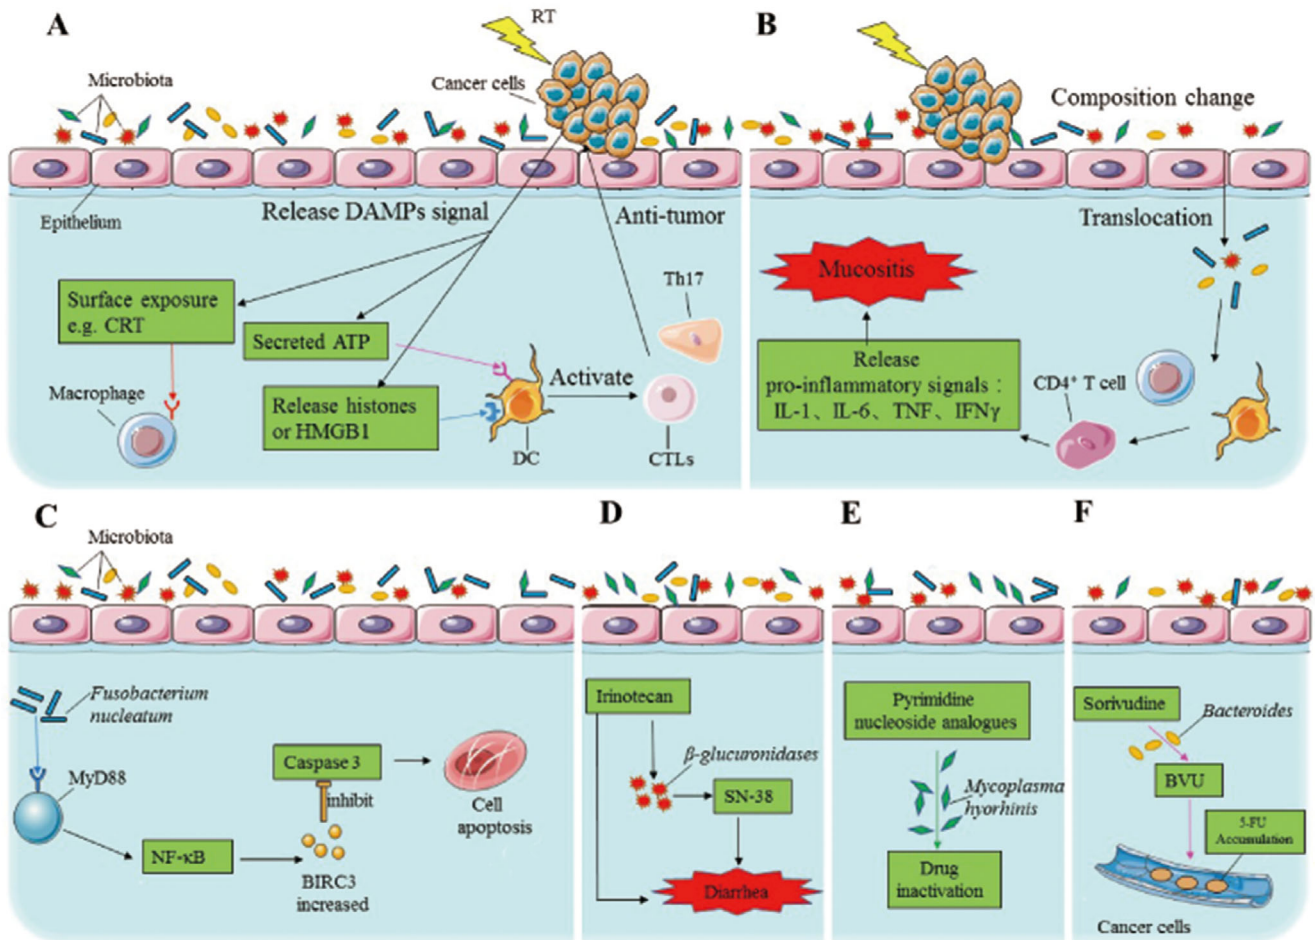 A
RT
Microbiota
Cancer cells
Epithelium
Release DAMPs signal
Anti-tumor
Surface exposure
e.g. CRT
Secreted ATP
Th17
Macrophage
Release histones
or HMGB1
Activate
DC
CTLs
B
Composition change
Translocation
Mucositis
Release
pro-inflammatory signals：
IL-1、IL-6、TNF、IFNγ
CD4⁺ T cell
C
Microbiota
Fusobacterium
nucleatum
MyD88
Caspase 3
inhibit
Cell
apoptosis
NF-κB
BIRC3
increased
D
Irinotecan
β-glucuronidases
SN-38
Diarrhea
E
Pyrimidine
nucleoside analogues
Mycoplasma
hyorhinis
Drug
inactivation
F
Sorivudine
Bacteroides
BVU
5-FU
Accumulation
Cancer cells